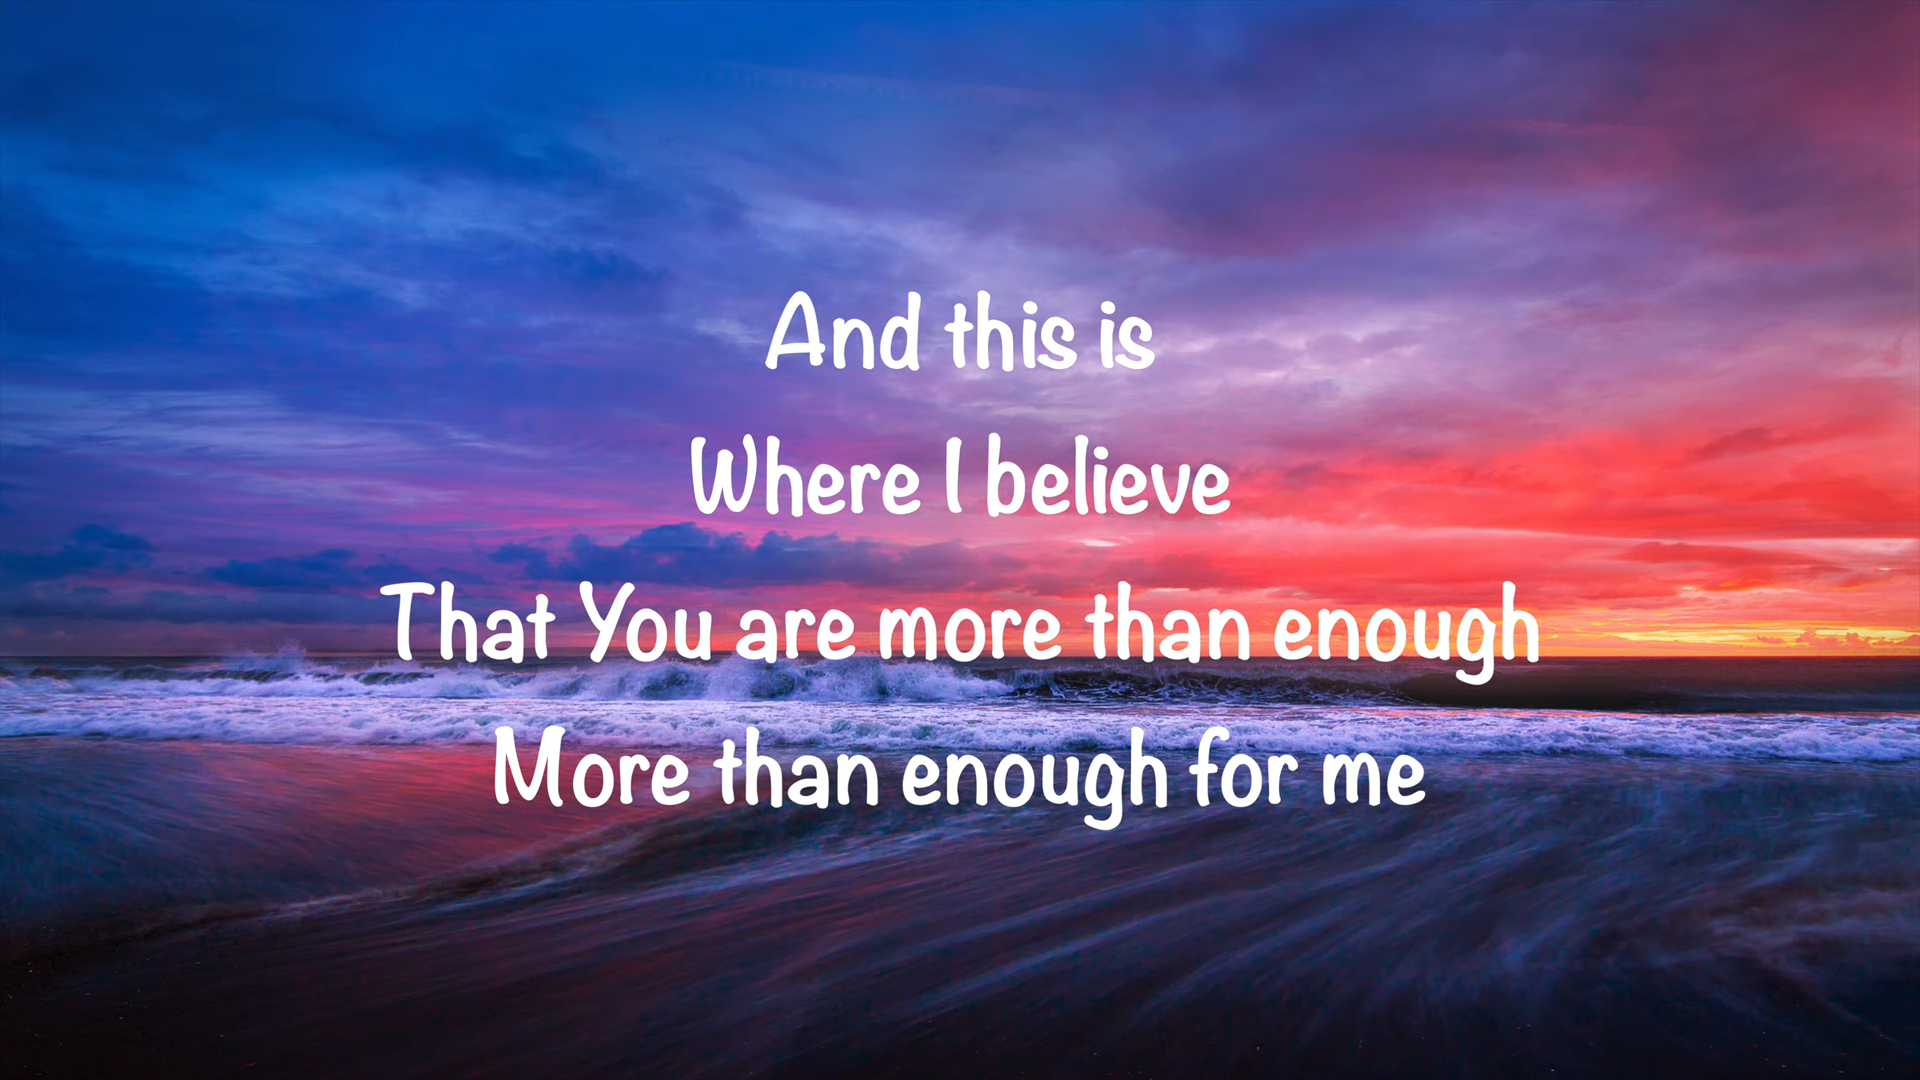 And this is
Where I believe
That You are more than enough
More than enough for me